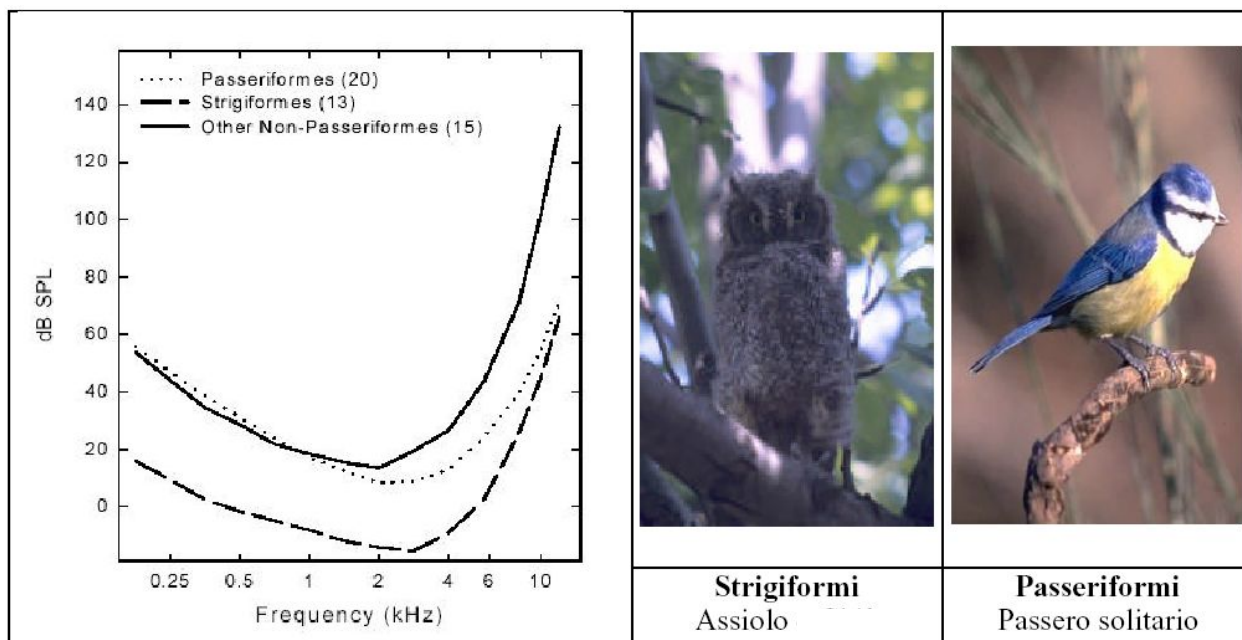 Passeriformes (20)
Strigiformes (13)
Other Non-Passeriformes (15)
140
120
100
80
60
40
20
0
dB SPL
0.25 0.5 1 2 4 6 10
Frequency (kHz)
Strigiformi
Assiolo
Passeriformi
Passero solitario